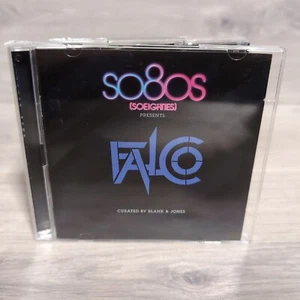 so8os
(SOEIGHTIES)
PRESENTS
FALCO
CURATED BY BLANK & JONES